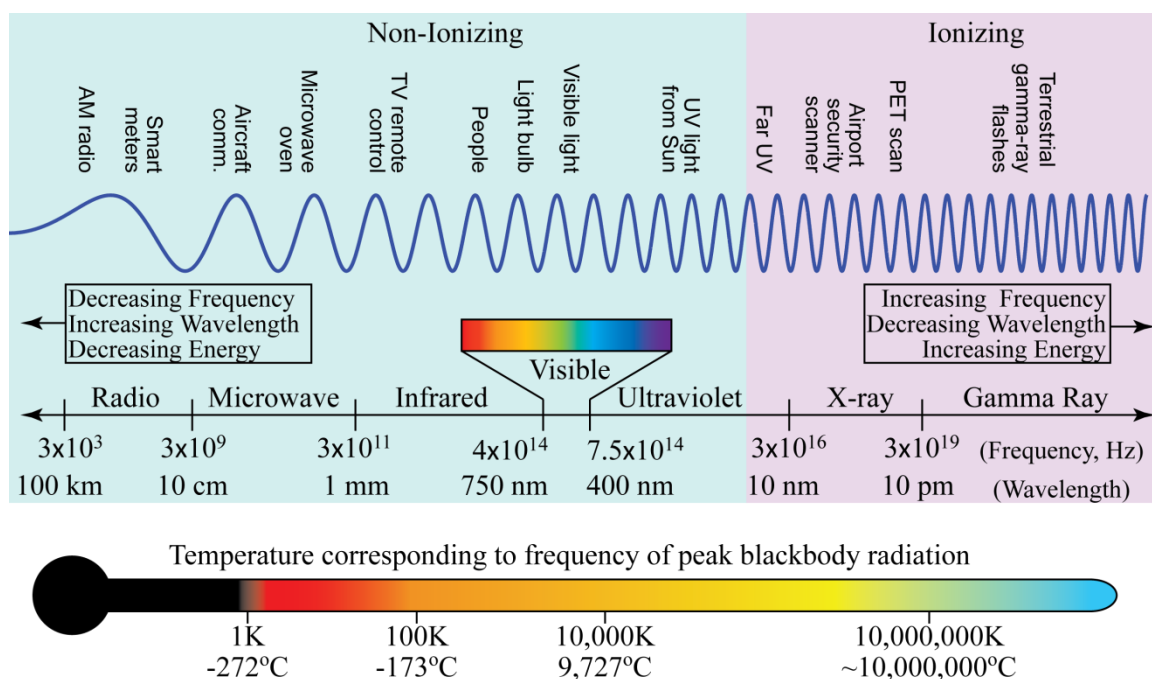 Non-Ionizing
Ionizing
AM radio
Smart
meters
Aircraft
comm.
Microwave
oven
TV remote
control
People
Light bulb
Visible light
UV light
from Sun
Far UV
Airport
security
scanner
PET scan
Terrestrial
gamma-ray
flashes
Decreasing Frequency
Increasing Wavelength
Decreasing Energy
Increasing Frequency
Decreasing Wavelength
Increasing Energy
Visible
Radio Microwave Infrared Ultraviolet X-ray Gamma Ray
3x10³ 3x10⁹ 3x10¹¹ 4x10¹⁴ 7.5x10¹⁴ 3x10¹⁶ 3x10¹⁹ (Frequency, Hz)
100 km 10 cm 1 mm 750 nm 400 nm 10 nm 10 pm (Wavelength)
Temperature corresponding to frequency of peak blackbody radiation
1K 100K 10,000K 10,000,000K
-272ºC -173ºC 9,727ºC ~10,000,000ºC